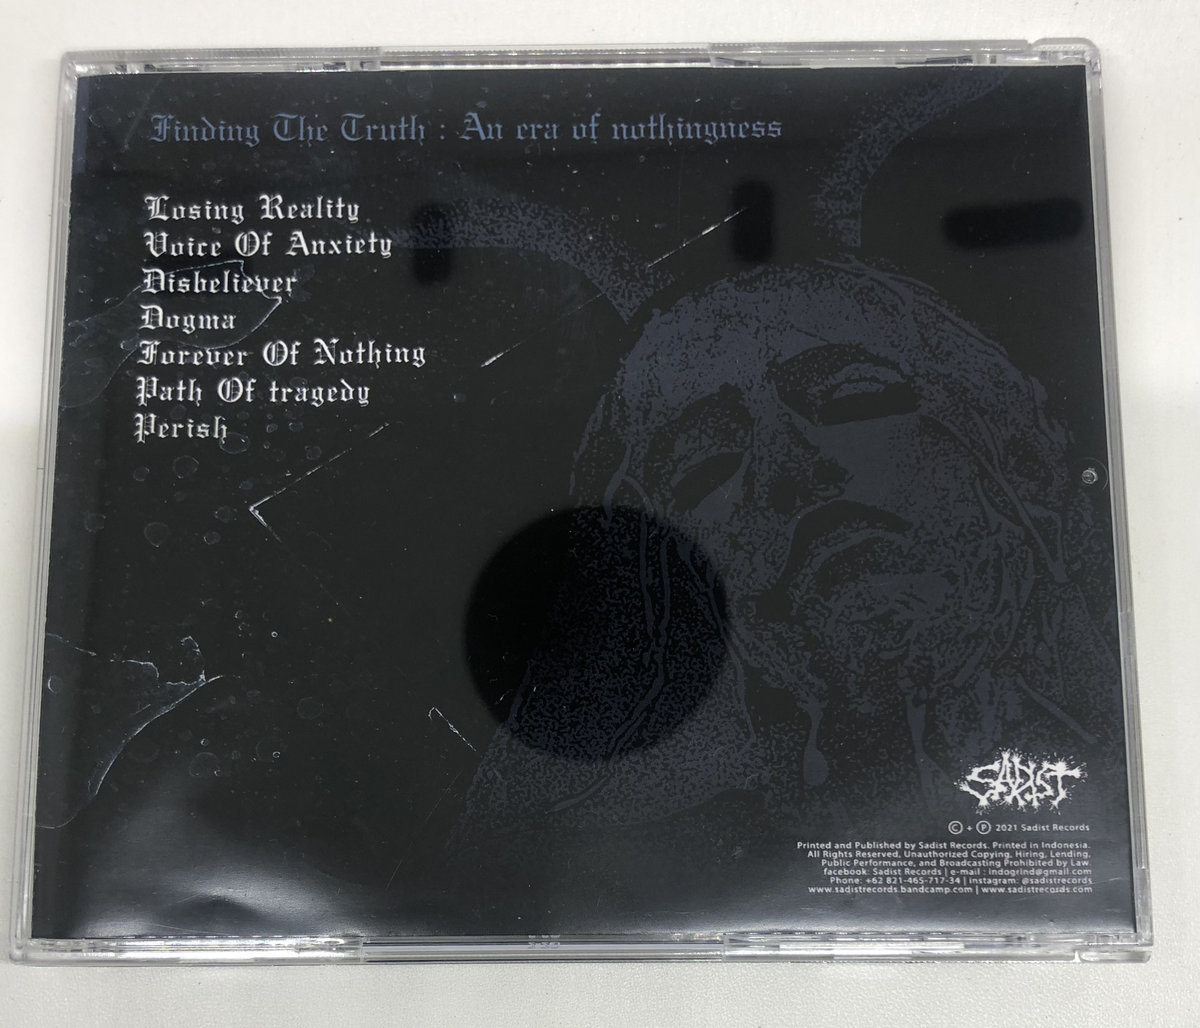 Finding The Truth : An era of nothingness
Losing Reality
Voice Of Anxiety
Disbeliever
Dogma
Forever Of Nothing
Path Of tragedy
Perish
SADIST
© + ℗ 2021 Sadist Records
Printed and Published by Sadist Records. Printed in Indonesia.
All Rights Reserved, Unauthorized Copying, Hiring, Lending,
Public Performance, and Broadcasting Prohibited by Law.
facebook: Sadist Records | e-mail : indogrind@gmail.com
Phone: +62 821-465-717-34 | instagram: @sadistrecords
www.sadistrecords.bandcamp.com | www.sadistrecords.com